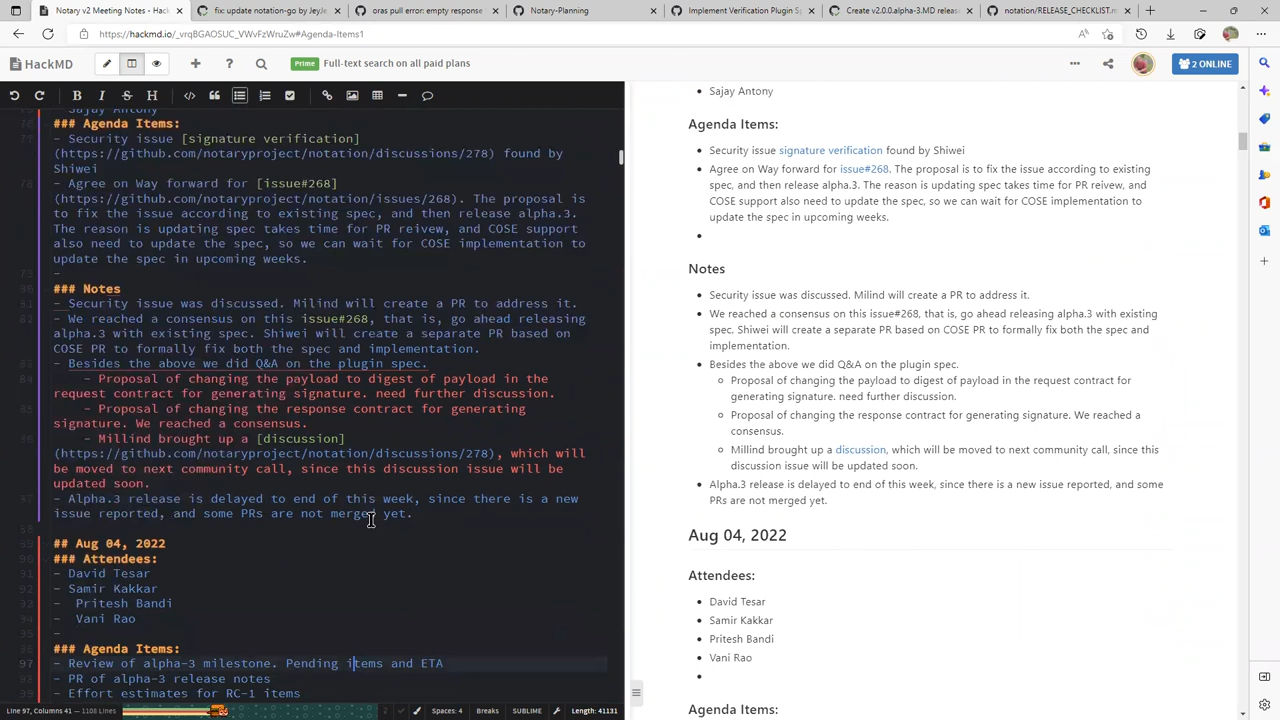 Notary v2 Meeting Notes - Hack
fix update notation-go by JeyJe
oras pull error: empty response
Notary-Planning
Implement Verification Plugin S
Create v2.0.0.alpha-3.MD releas
notation/RELEASE_CHECKLIST.m
https://hackmd.io/_vrqBGAOSUC_VWvFzWruZw#Agenda-Items1
HackMD
Prime Full-text search on all paid plans
2 ONLINE
- Sajay Antony
### Agenda Items:
- Security issue [signature verification]
(https://github.com/notaryproject/notation/discussions/278) found by
Shiwei
- Agree on Way forward for [issue#268]
(https://github.com/notaryproject/notation/issues/268). The proposal is
to fix the issue according to existing spec, and then release alpha.3.
The reason is updating spec takes time for PR reivew, and COSE support
also need to update the spec, so we can wait for COSE implementation to
update the spec in upcoming weeks.
-
### Notes
- Security issue was discussed. Milind will create a PR to address it.
- We reached a consensus on this issue#268, that is, go ahead releasing
alpha.3 with existing spec. Shiwei will create a separate PR based on
COSE PR to formally fix both the spec and implementation.
- Besides the above we did Q&A on the plugin spec.
- Proposal of changing the payload to digest of payload in the
request contract for generating signature. need further discussion.
- Proposal of changing the response contract for generating
signature. We reached a consensus.
- Millind brought up a [discussion]
(https://github.com/notaryproject/notation/discussions/278), which will
be moved to next community call, since this discussion issue will be
updated soon.
- Alpha.3 release is delayed to end of this week, since there is a new
issue reported, and some PRs are not merged yet.
## Aug 04, 2022
### Attendees:
- David Tesar
- Samir Kakkar
- Pritesh Bandi
- Vani Rao
-
### Agenda Items:
97 - Review of alpha-3 milestone. Pending items and ETA
- PR of alpha-3 release notes
- Effort estimates for RC-1 items
Line 97, Columns 41 — 1108 Lines
Spaces: 4
Breaks
SUBLIME
Length: 41131
• Sajay Antony
Agenda Items:
• Security issue signature verification found by Shiwei
• Agree on Way forward for issue#268. The proposal is to fix the issue according to existing
spec, and then release alpha.3. The reason is updating spec takes time for PR reivew, and
COSE support also need to update the spec, so we can wait for COSE implementation to
update the spec in upcoming weeks.
•
Notes
• Security issue was discussed. Milind will create a PR to address it.
• We reached a consensus on this issue#268, that is, go ahead releasing alpha.3 with existing
spec, Shiwei will create a separate PR based on COSE PR to formally fix both the spec and
implementation.
• Besides the above we did Q&A on the plugin spec.
◦ Proposal of changing the payload to digest of payload in the request contract for
generating signature. need further discussion.
◦ Proposal of changing the response contract for generating signature. We reached a
consensus.
◦ Millind brought up a discussion, which will be moved to next community call, since this
discussion issue will be updated soon.
• Alpha.3 release is delayed to end of this week, since there is a new issue reported, and some
PRs are not merged yet.
Aug 04, 2022
Attendees:
• David Tesar
• Samir Kakkar
• Pritesh Bandi
• Vani Rao
•
Agenda Items: